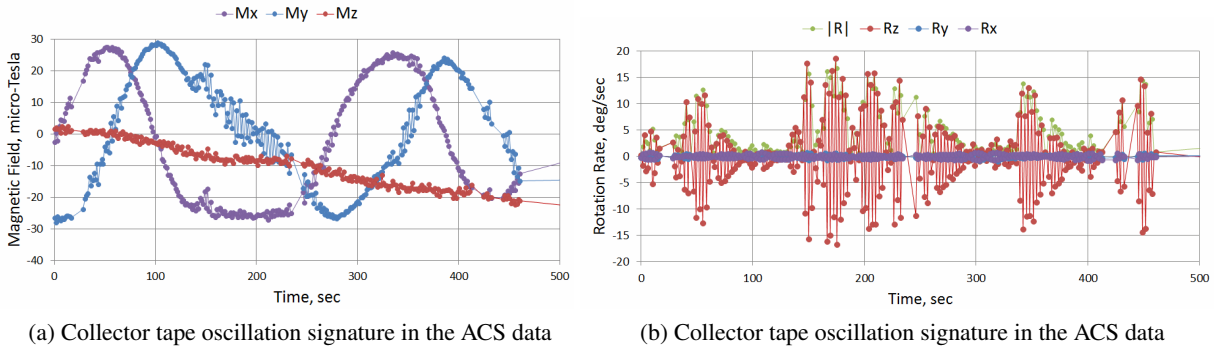 Mx My Mz
Magnetic Field, micro-Tesla
30
20
10
0
-10
-20
-30
-40
0 100 200 300 400 500
Time, sec
(a) Collector tape oscillation signature in the ACS data
|R| Rz Ry Rx
Rotation Rate, deg/sec
20
15
10
5
0
-5
-10
-15
-20
0 100 200 300 400 500
Time, sec
(b) Collector tape oscillation signature in the ACS data